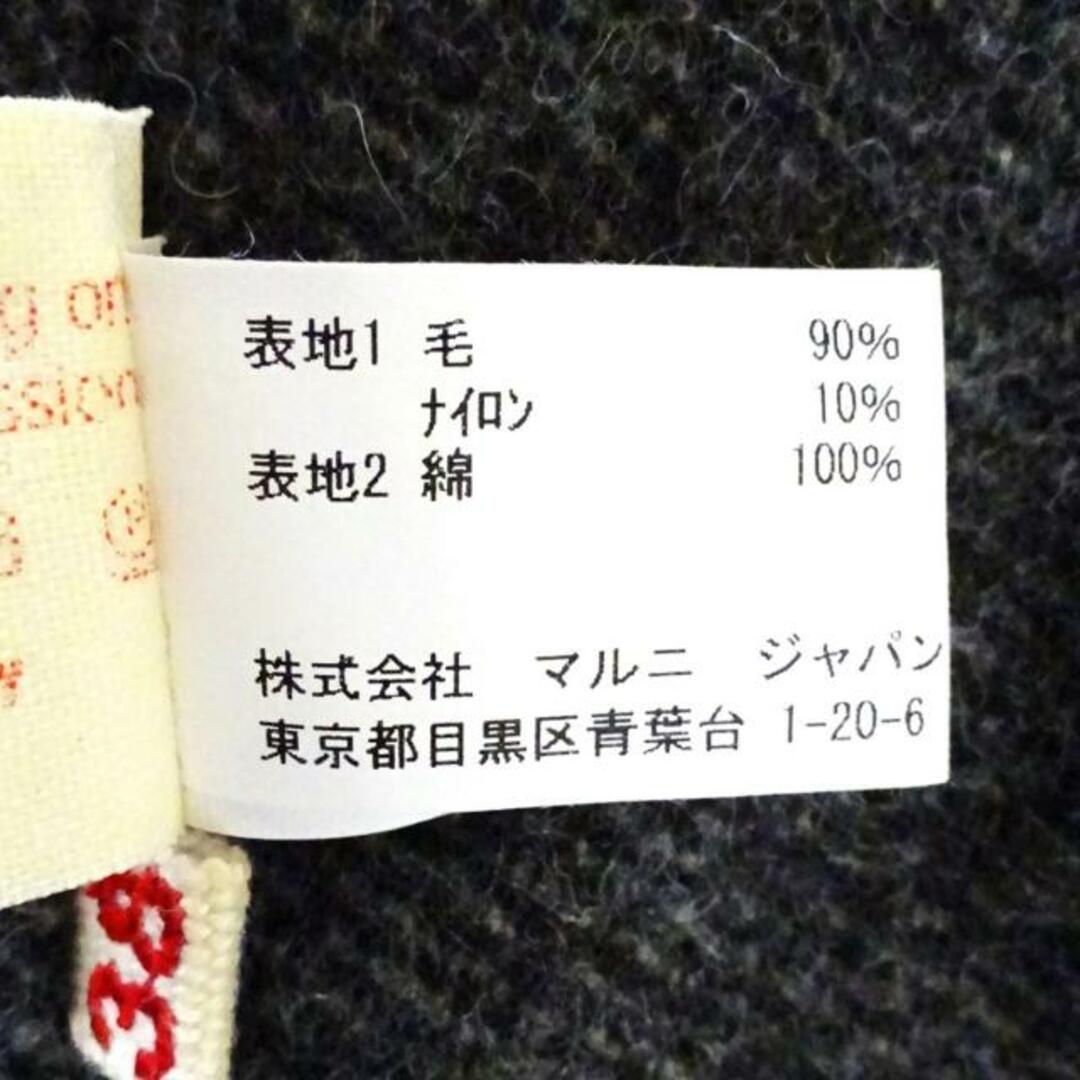 表地1 毛 90%
ﾅｲﾛﾝ 10%
表地2 綿 100%
株式会社 マルニ ジャパン
東京都目黒区青葉台 1-20-6
38